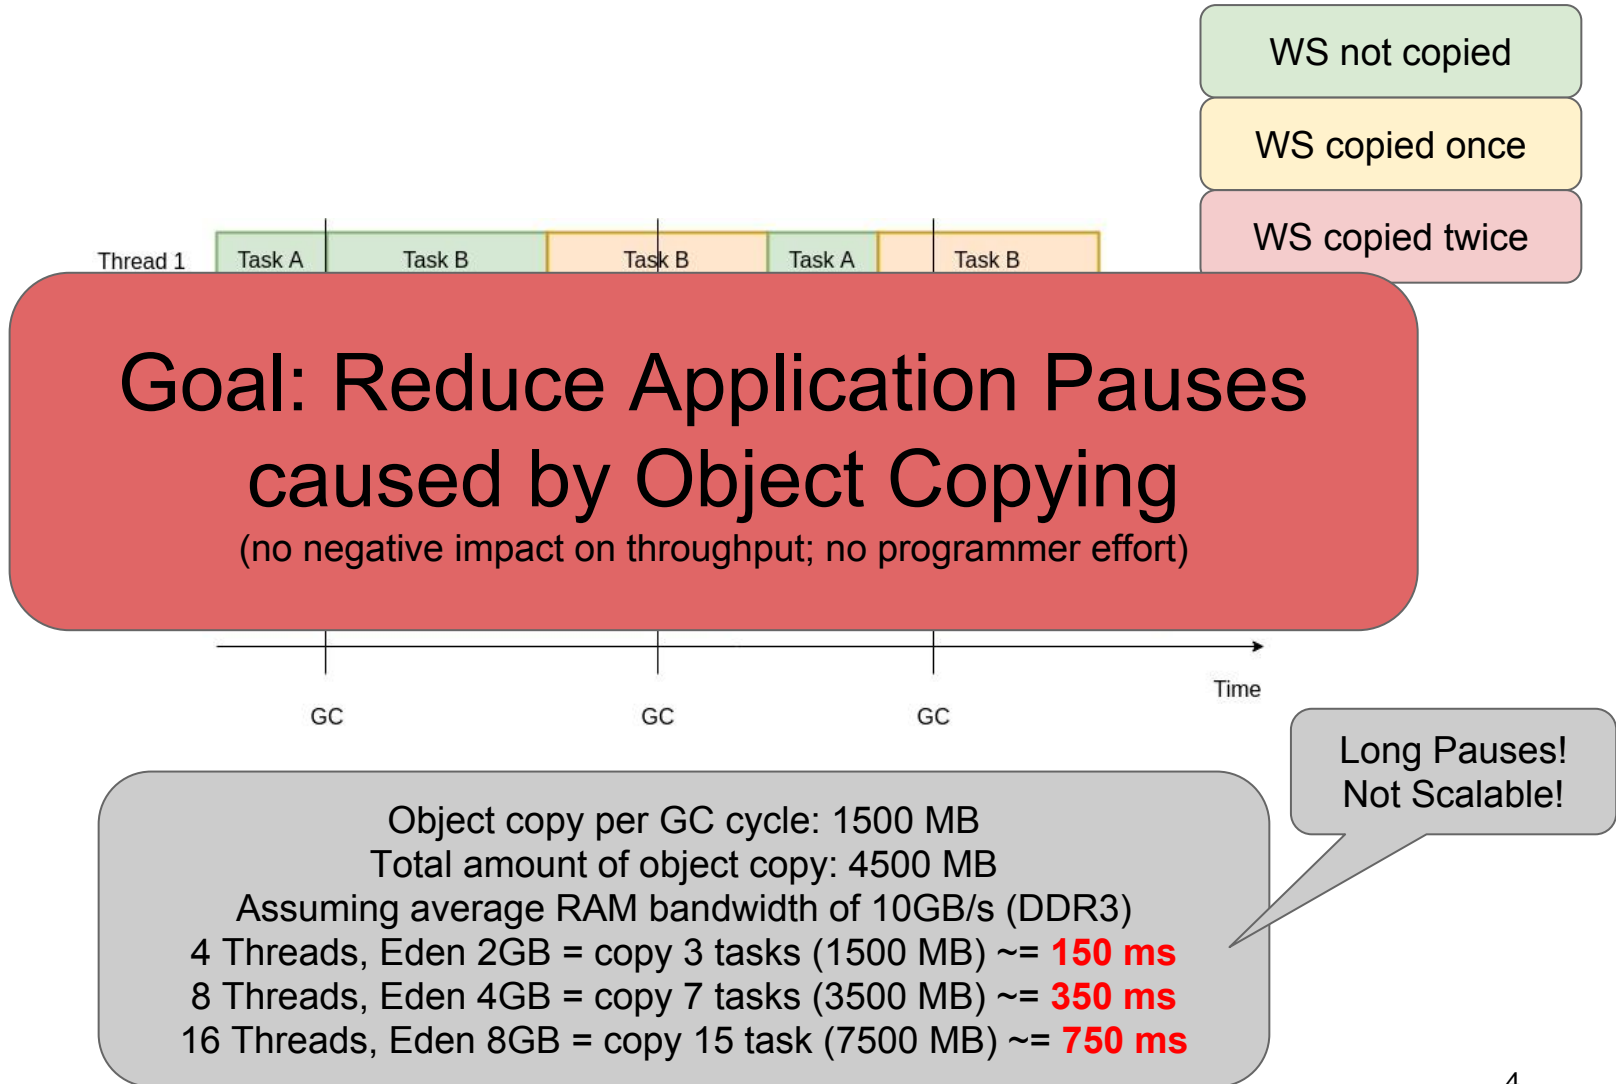 WS not copied
WS copied once
WS copied twice
Thread 1
Task A
Task B
Task B
Task A
Task B
Goal: Reduce Application Pauses
caused by Object Copying
(no negative impact on throughput; no programmer effort)
Time
GC
GC
GC
Long Pauses!
Not Scalable!
Object copy per GC cycle: 1500 MB
Total amount of object copy: 4500 MB
Assuming average RAM bandwidth of 10GB/s (DDR3)
4 Threads, Eden 2GB = copy 3 tasks (1500 MB) ~= 150 ms
8 Threads, Eden 4GB = copy 7 tasks (3500 MB) ~= 350 ms
16 Threads, Eden 8GB = copy 15 task (7500 MB) ~= 750 ms
4